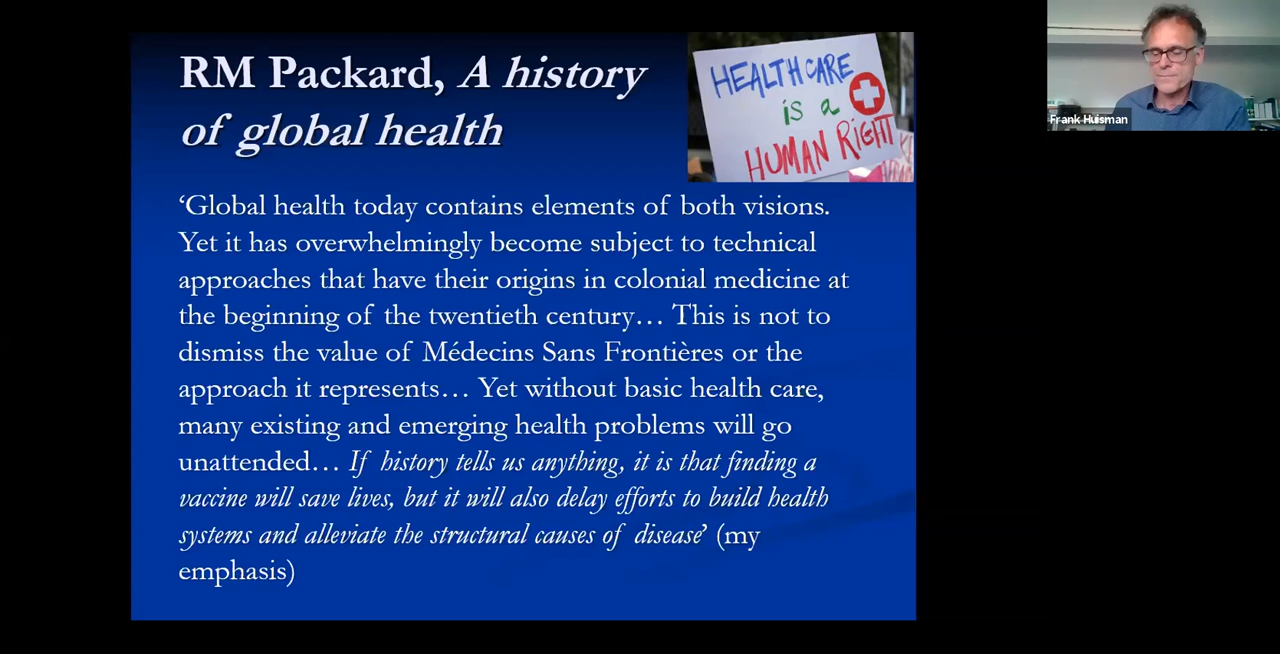 RM Packard, A history
of global health
HEALTH CARE
is a
HUMAN RIGHT
‘Global health today contains elements of both visions.
Yet it has overwhelmingly become subject to technical
approaches that have their origins in colonial medicine at
the beginning of the twentieth century… This is not to
dismiss the value of Médecins Sans Frontières or the
approach it represents… Yet without basic health care,
many existing and emerging health problems will go
unattended… If history tells us anything, it is that finding a
vaccine will save lives, but it will also delay efforts to build health
systems and alleviate the structural causes of disease’ (my
emphasis)
Frank Huisman